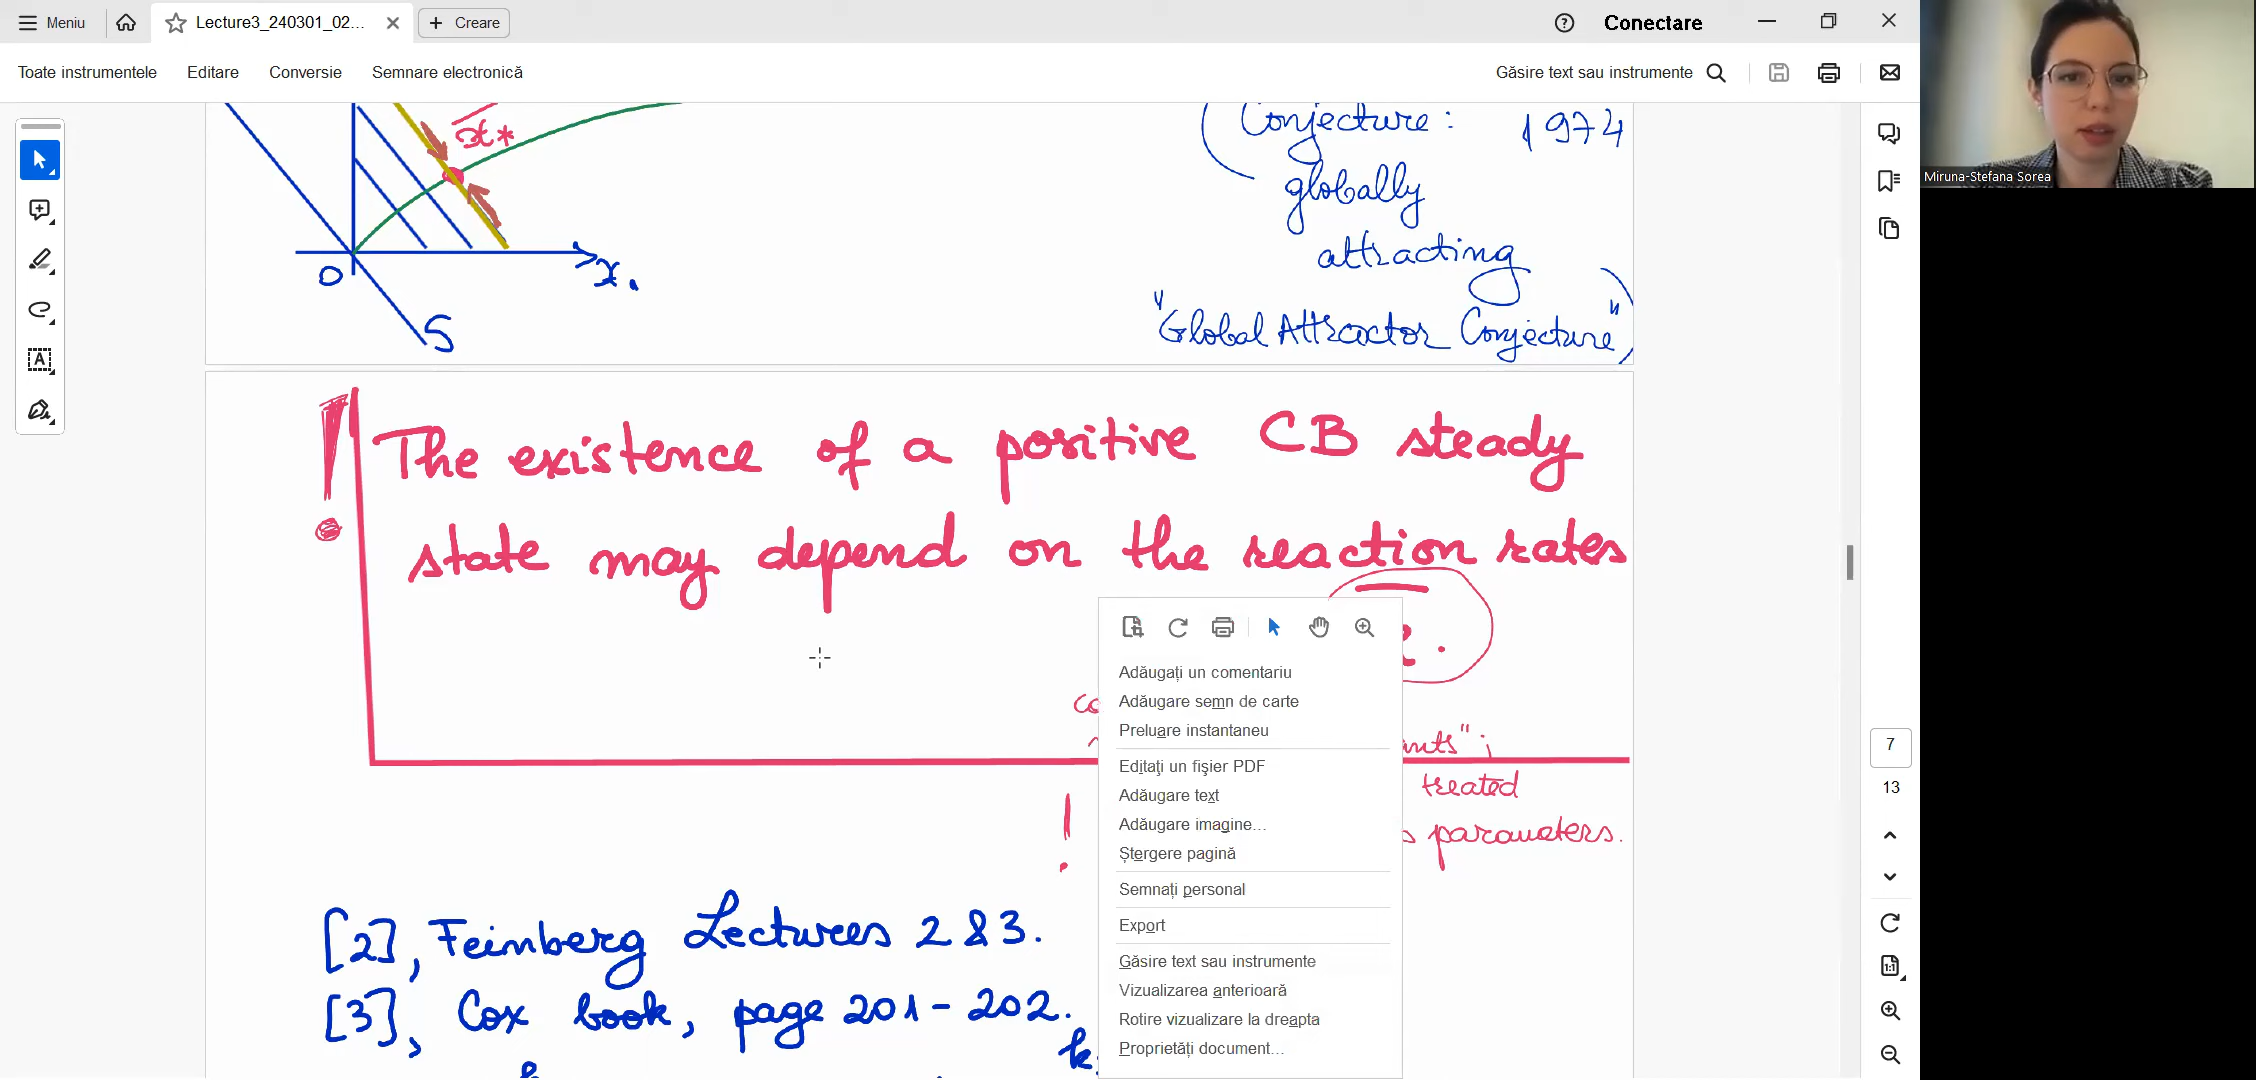 Meniu
Lecture3_240301_02...
Creare
Conectare
Toate instrumentele
Editare
Conversie
Semnare electronică
Găsire text sau instrumente
Miruna-Stefana Sorea
x*
0
x.
S
Conjecture: 1974
globally
attracting
"Global Attractor Conjecture"
The existence of a positive CB steady
state may depend on the reaction rates
Adăugați un comentariu
Adăugare semn de carte
Preluare instantaneu
Editați un fișier PDF
Adăugare text
Adăugare imagine...
Ștergere pagină
Semnați personal
Export
Găsire text sau instrumente
Vizualizarea anterioară
Rotire vizualizare la dreapta
Proprietăți document...
treated
parameters.
!
[2], Feinberg Lectures 2 & 3.
[3], Cox book, page 201-202.
7
13